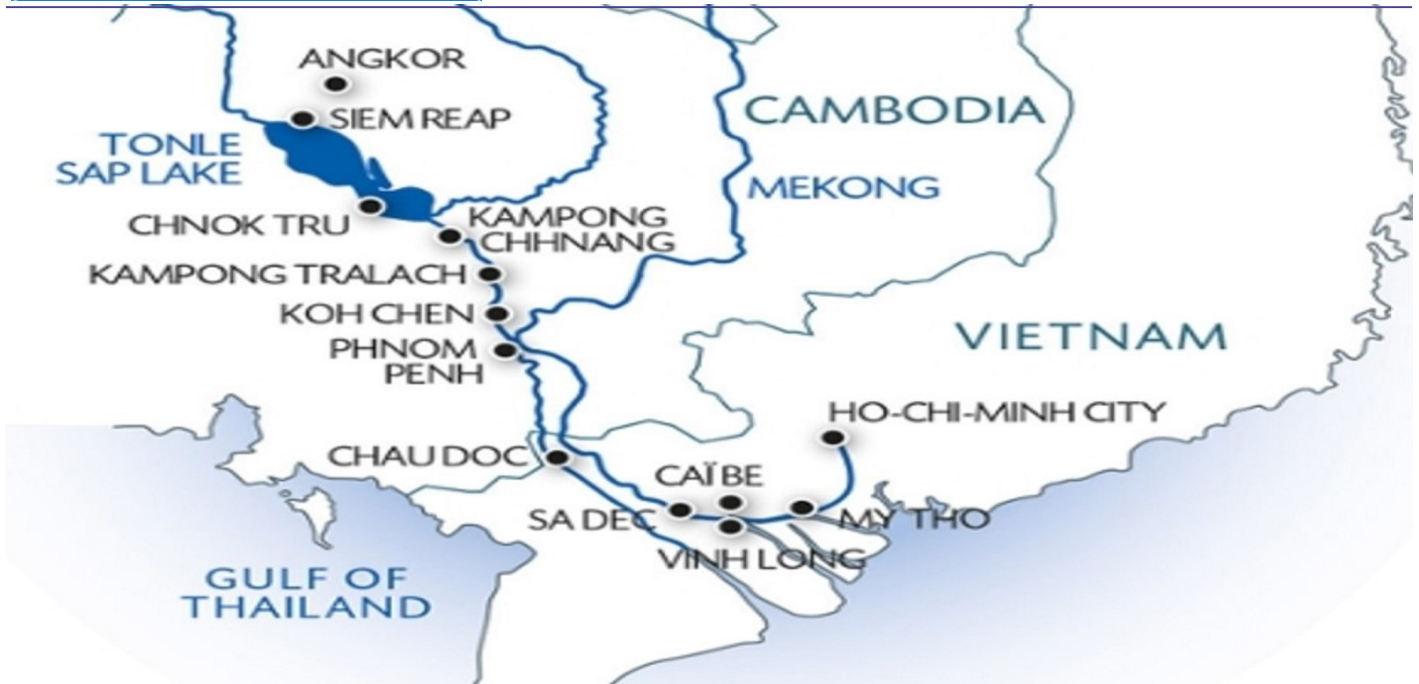 ANGKOR
SIEM REAP
CAMBODIA
TONLE
SAP LAKE
MEKONG
CHNOK TRU
KAMPONG
CHHNANG
KAMPONG TRALACH
KOH CHEN
PHNOM
PENH
VIETNAM
HO-CHI-MINH CITY
CHAU DOC
CAÏ BE
SA DEC
MY THO
VINH LONG
GULF OF
THAILAND